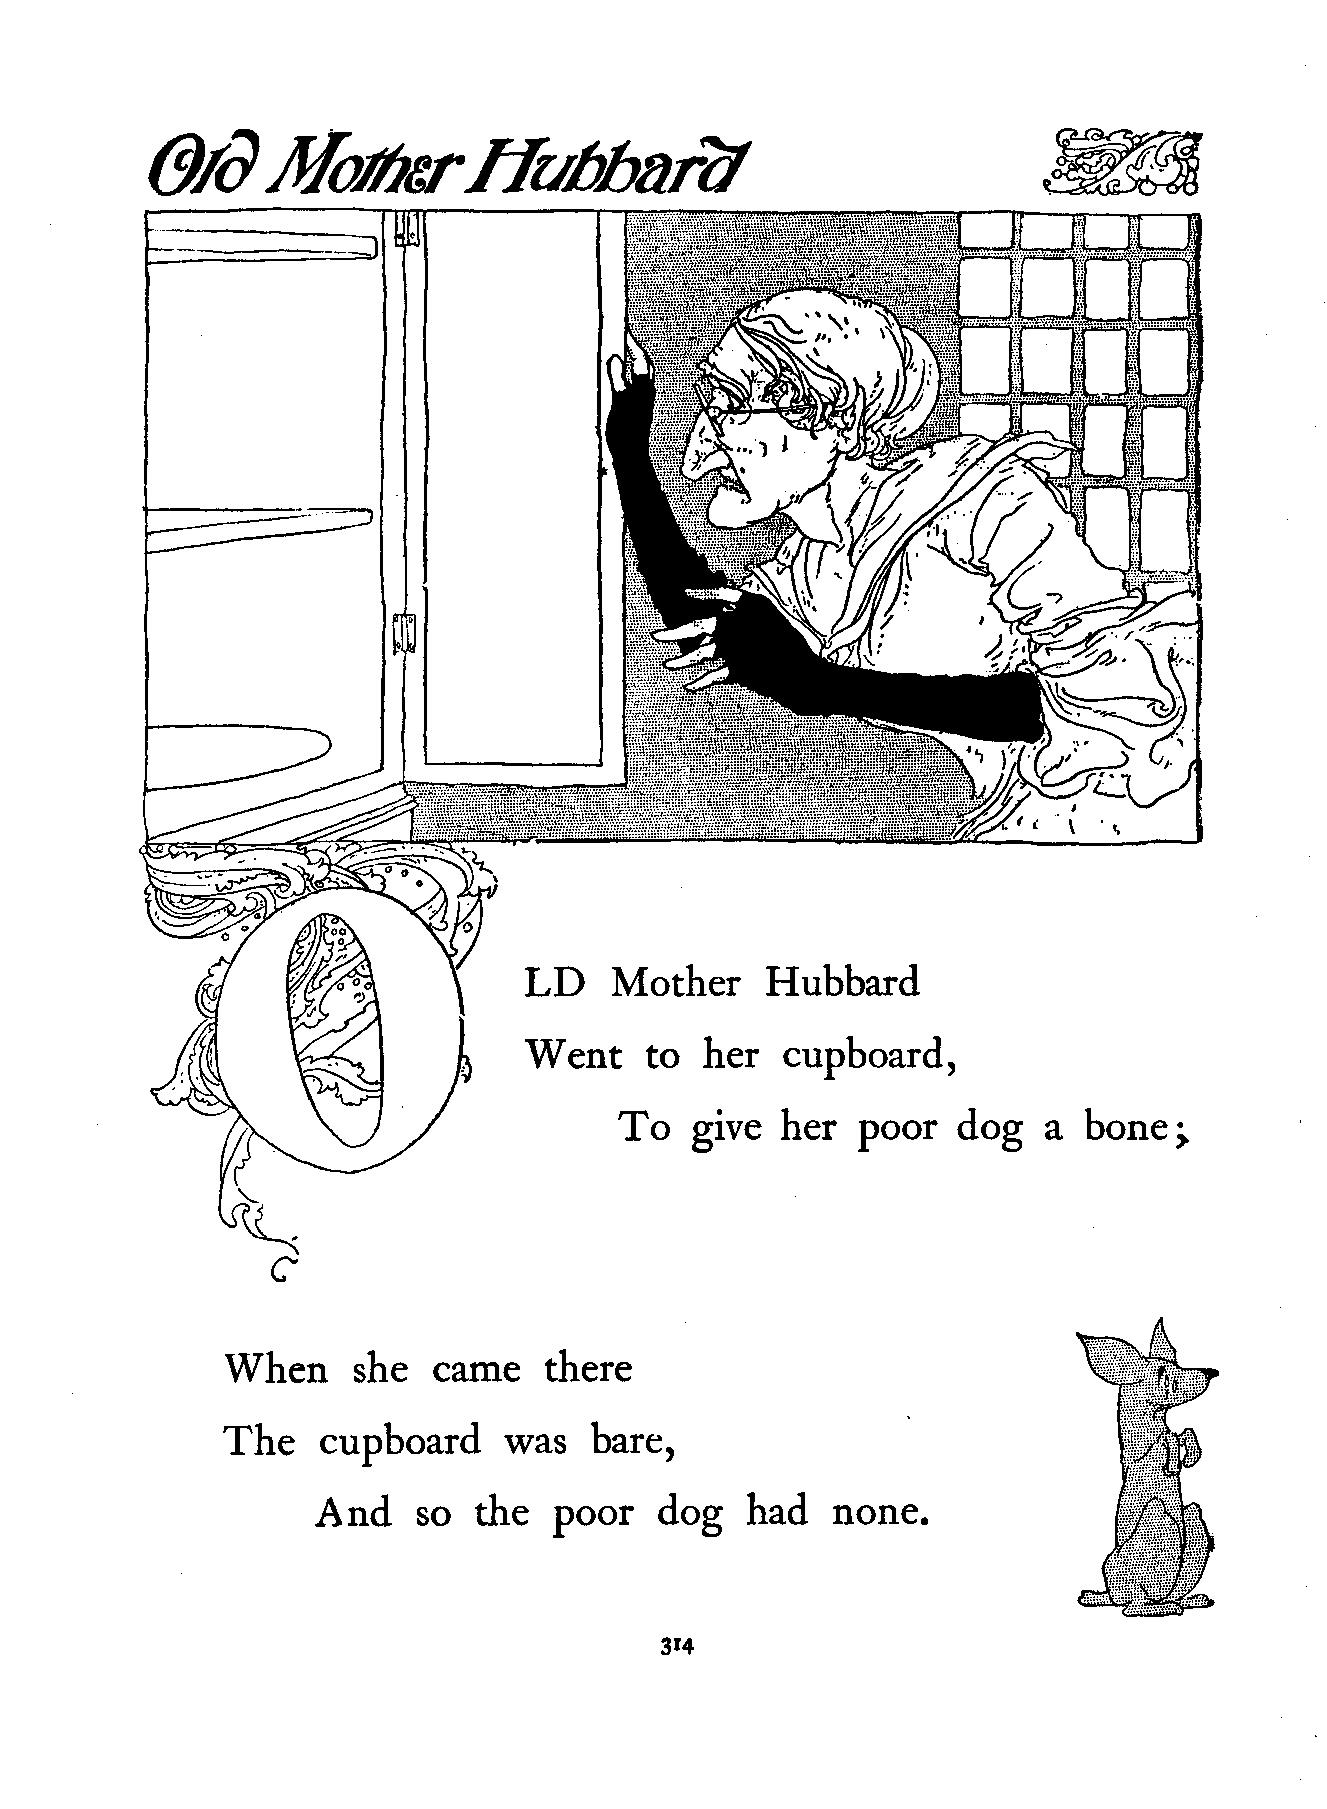 Old Mother Hubbard
OLD Mother Hubbard
Went to her cupboard,
To give her poor dog a bone;
When she came there
The cupboard was bare,
And so the poor dog had none.
314